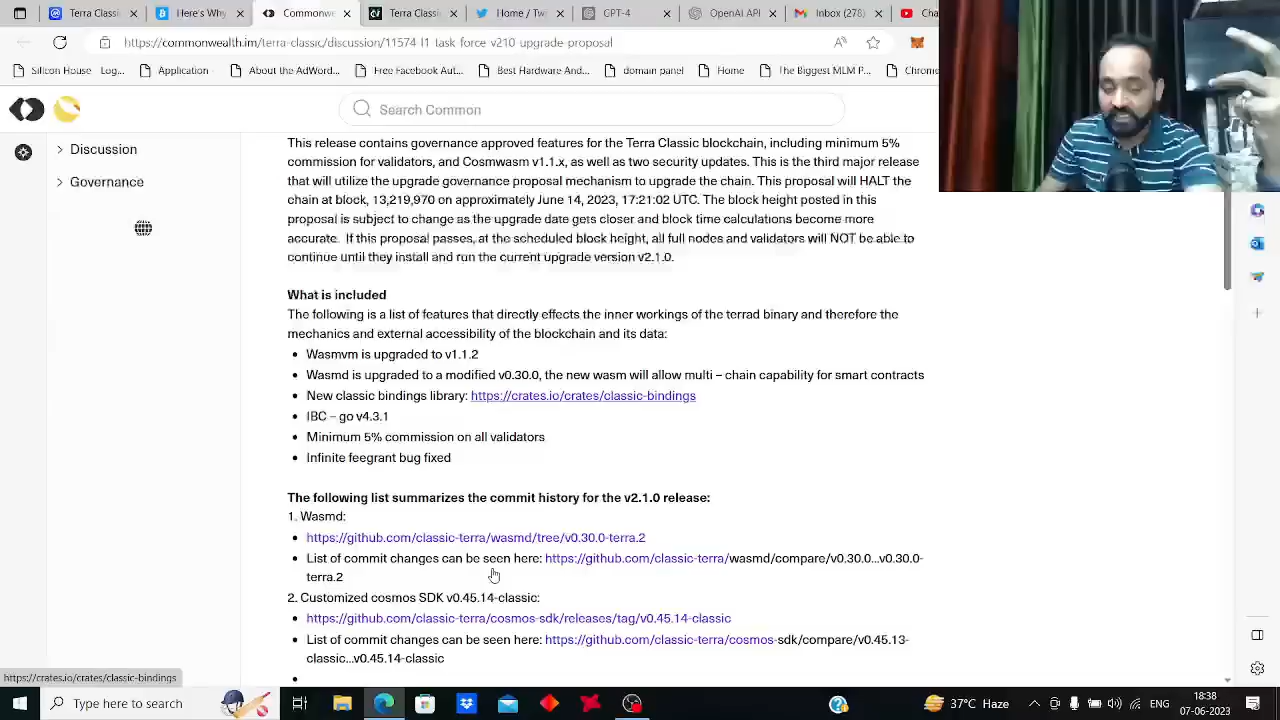 Terra Classic
Here's Why
Commonwe
Terra Classic
Home / Tw
GPT-4
OpenAI API
Inbox (276)
Cha
https://commonwealth.im/terra-classic/discussion/11574-l1-task-force-v210-upgrade-proposal
Silicon House _Log...
Application
About the AdWord...
Free Facebook Aut...
Best Hardware And...
domain panel
Home
The Biggest MLM P...
Chrome
Search Common
Discussion
Governance
This release contains governance approved features for the Terra Classic blockchain, including minimum 5%
commission for validators, and Cosmwasm v1.1.x, as well as two security updates. This is the third major release
that will utilize the upgrade governance proposal mechanism to upgrade the chain. This proposal will HALT the
chain at block, 13,219,970 on approximately June 14, 2023, 17:21:02 UTC. The block height posted in this
proposal is subject to change as the upgrade date gets closer and block time calculations become more
accurate. If this proposal passes, at the scheduled block height, all full nodes and validators will NOT be able to
continue until they install and run the current upgrade version v2.1.0.
What is included
The following is a list of features that directly effects the inner workings of the terrad binary and therefore the
mechanics and external accessibility of the blockchain and its data:
• Wasmvm is upgraded to v1.1.2
• Wasmd is upgraded to a modified v0.30.0, the new wasm will allow multi – chain capability for smart contracts
• New classic bindings library: https://crates.io/crates/classic-bindings
• IBC – go v4.3.1
• Minimum 5% commission on all validators
• Infinite feegrant bug fixed
The following list summarizes the commit history for the v2.1.0 release:
1. Wasmd:
• https://github.com/classic-terra/wasmd/tree/v0.30.0-terra.2
• List of commit changes can be seen here: https://github.com/classic-terra/wasmd/compare/v0.30.0...v0.30.0-
terra.2
2. Customized cosmos SDK v0.45.14-classic:
• https://github.com/classic-terra/cosmos-sdk/releases/tag/v0.45.14-classic
• List of commit changes can be seen here: https://github.com/classic-terra/cosmos-sdk/compare/v0.45.13-
classic...v0.45.14-classic
•
https://crates.io/crates/classic-bindings
Type here to search
37°C Haze
18:38
07-06-2023